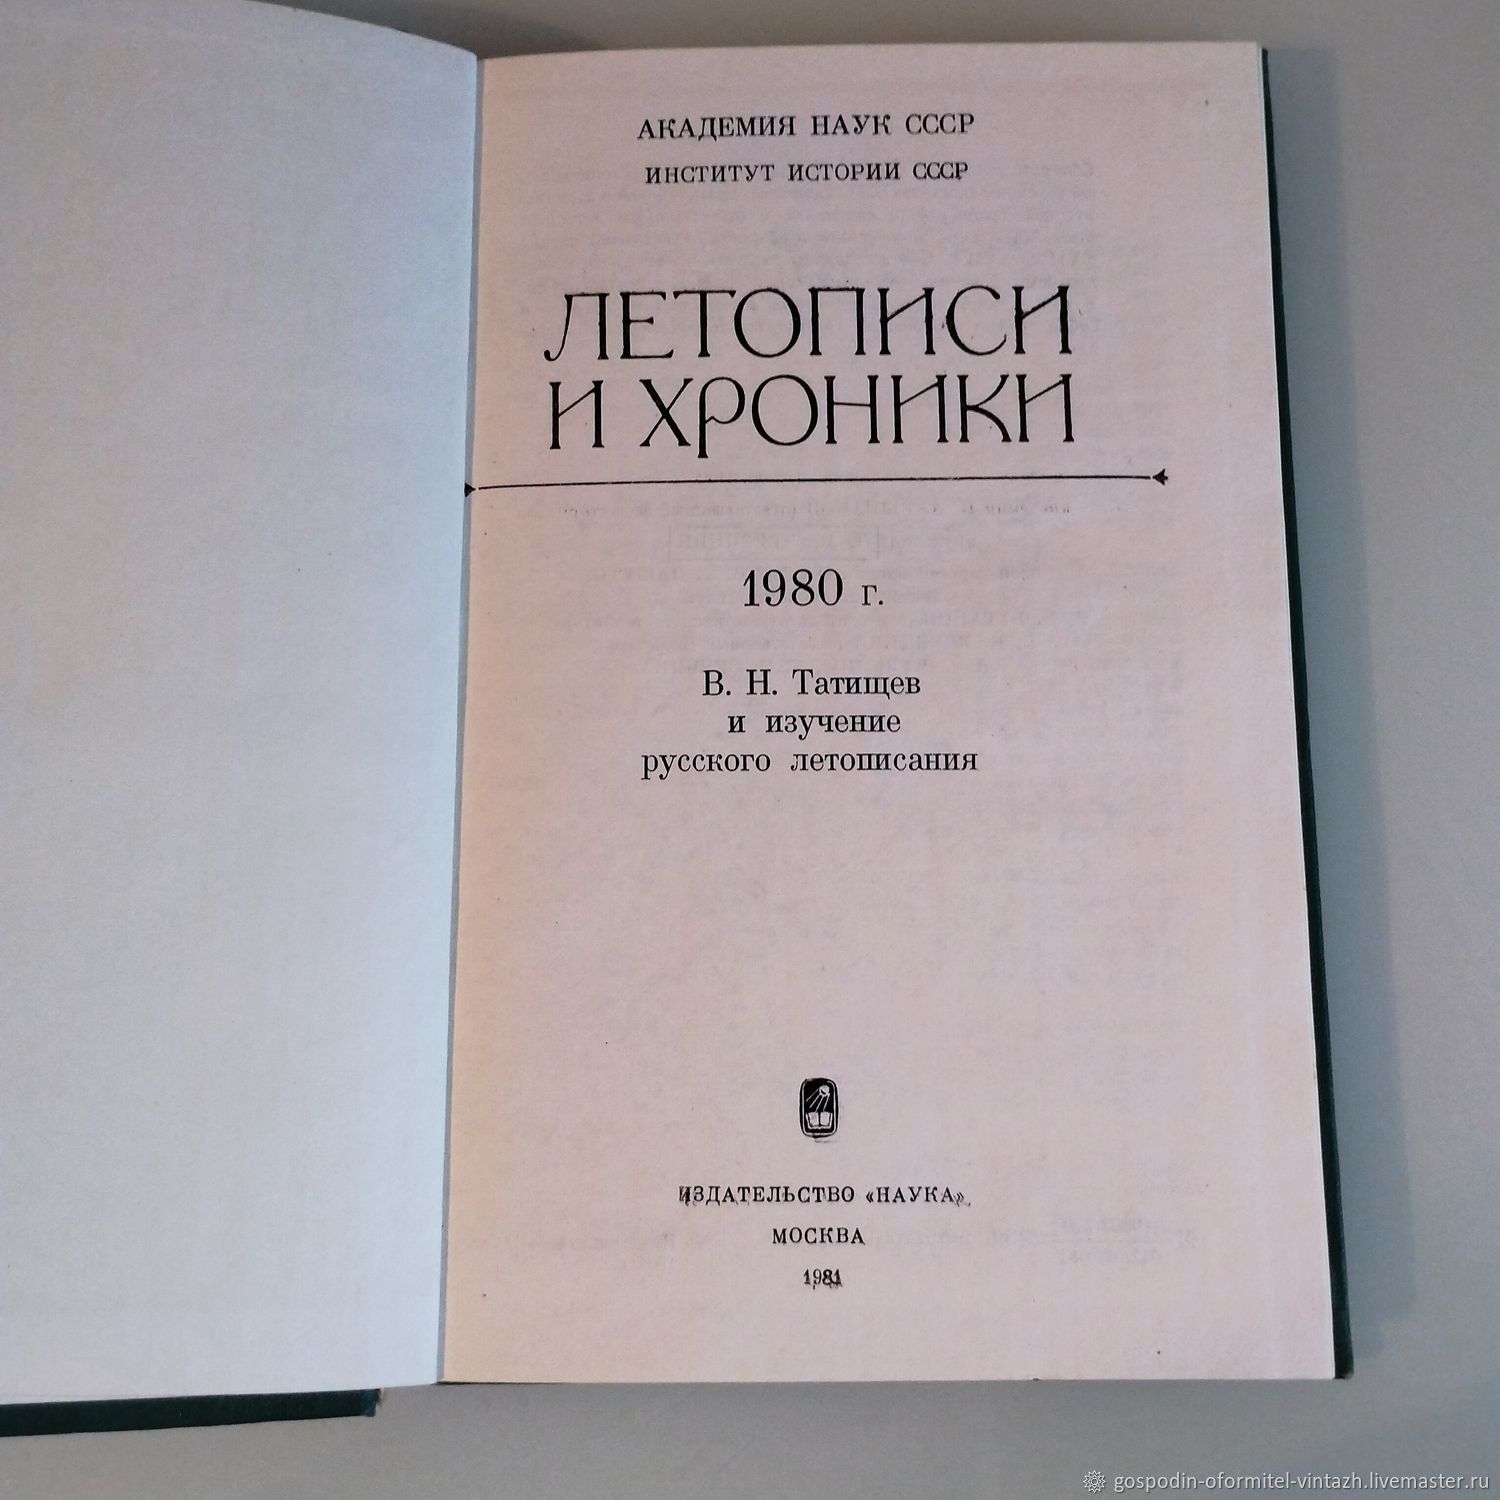 АКАДЕМИЯ НАУК СССР
ИНСТИТУТ ИСТОРИИ СССР
ЛЕТОПИСИ
И ХРОНИКИ
1980 г.
В. Н. Татищев
и изучение
русского летописания
ИЗДАТЕЛЬСТВО «НАУКА»
МОСКВА
1981
gospodin-oformitel-vintazh.livemaster.ru